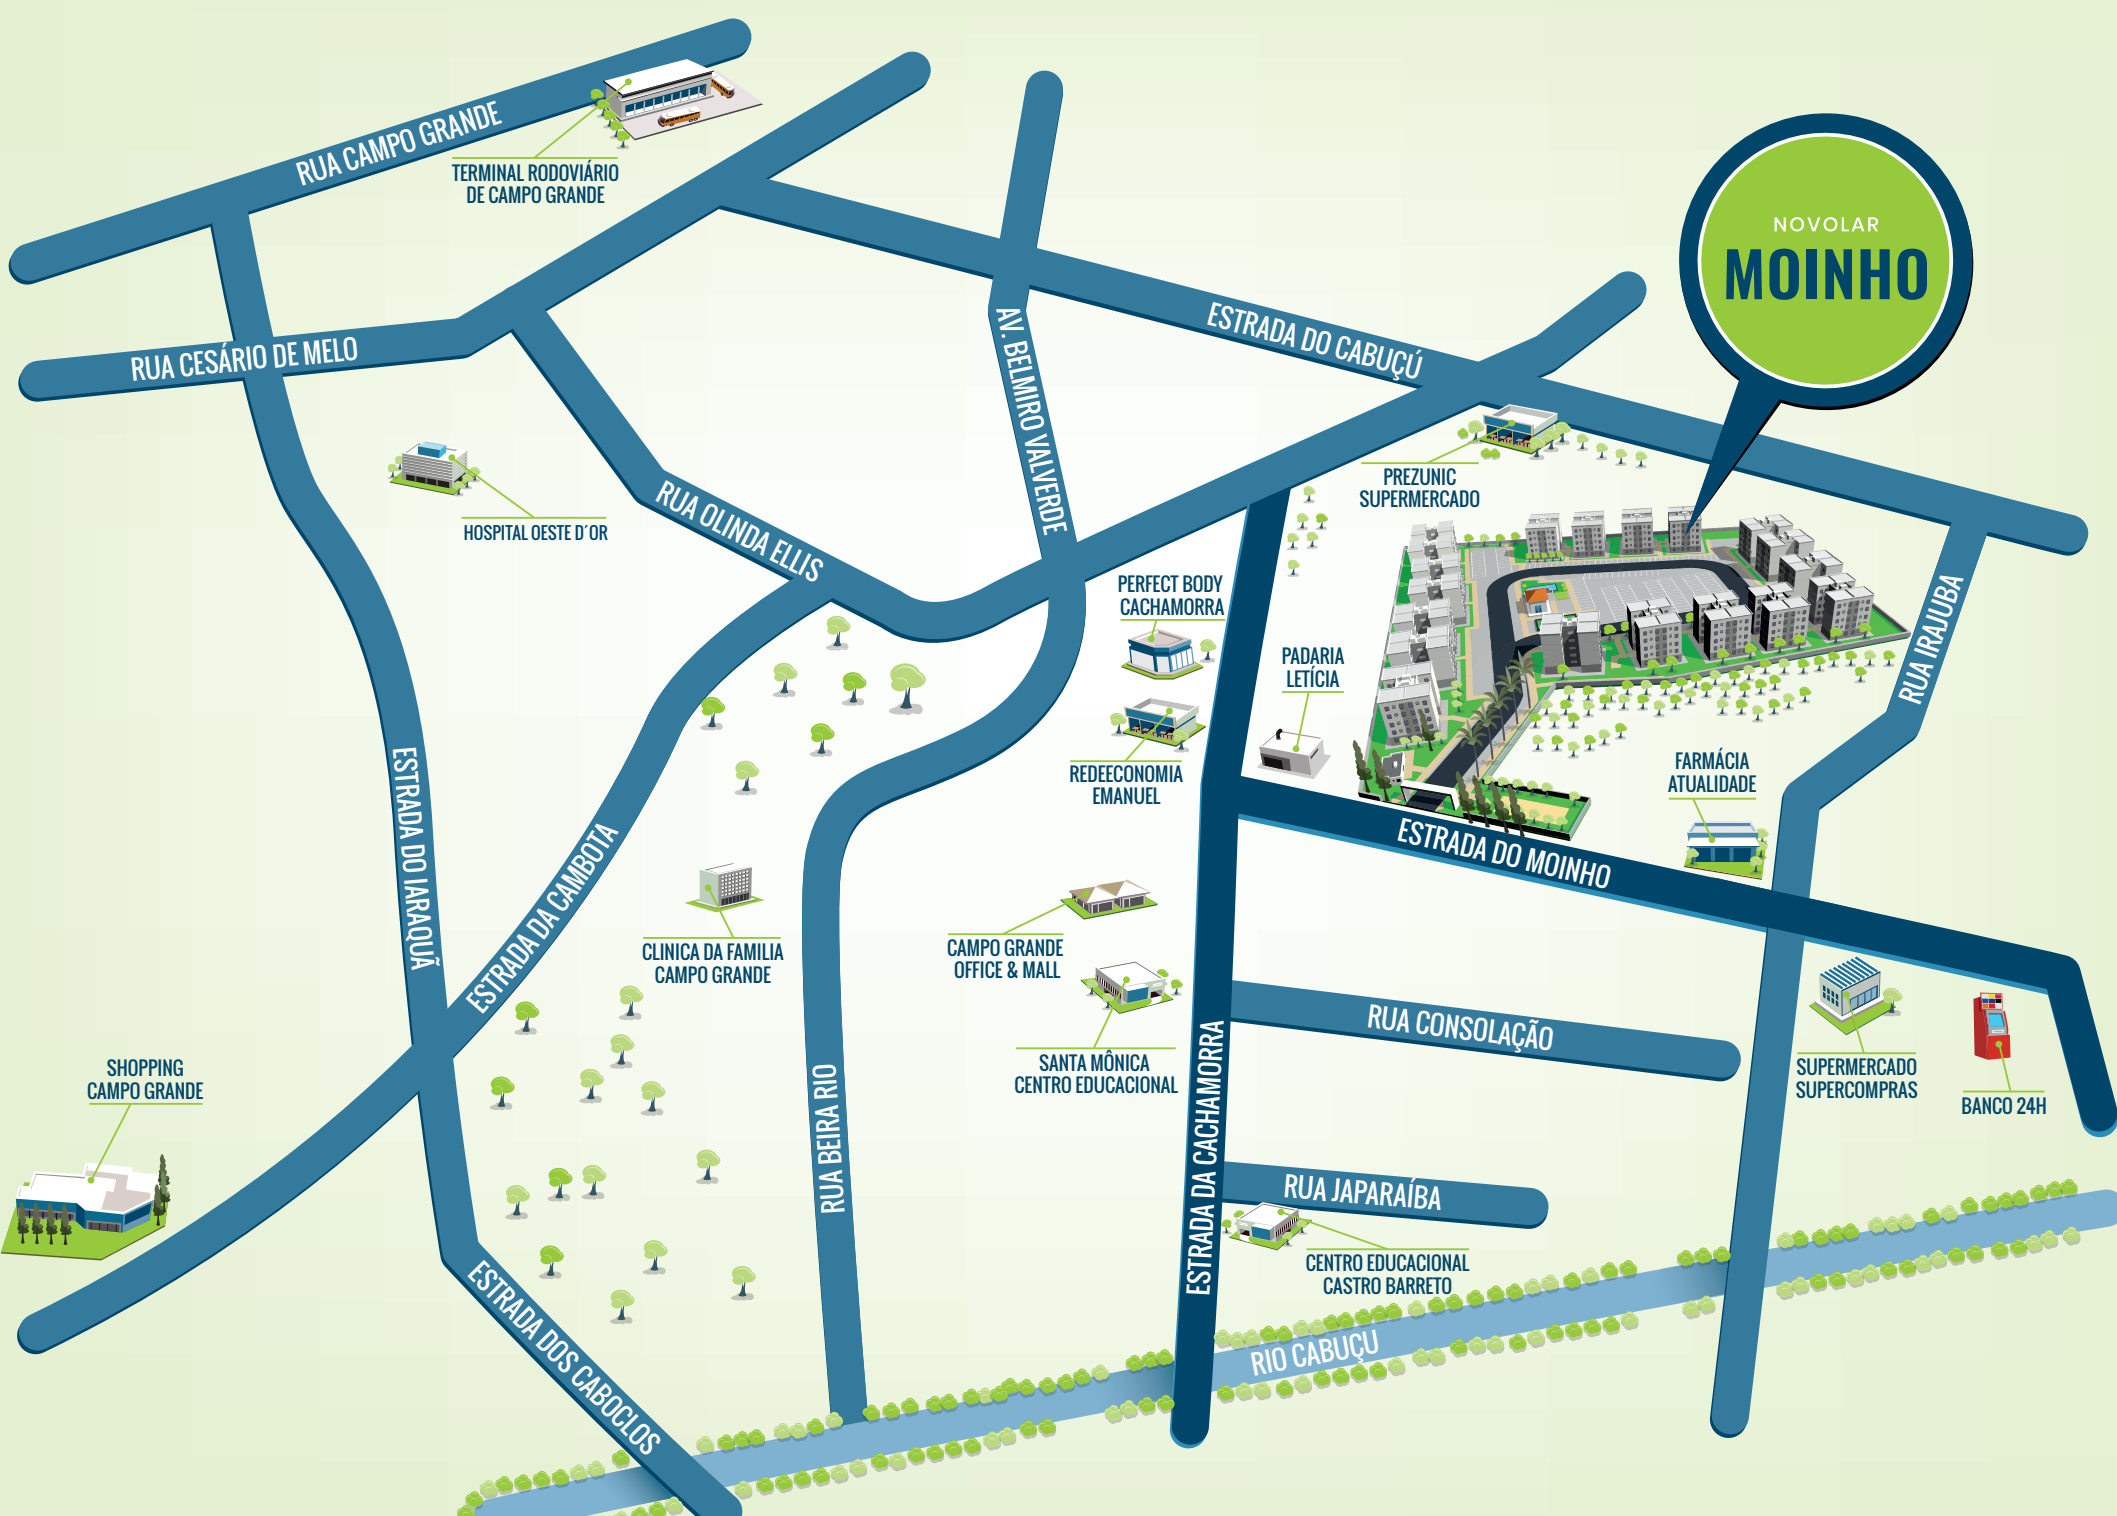 RUA CAMPO GRANDE
TERMINAL RODOVIÁRIO
DE CAMPO GRANDE
NOVOLAR
MOINHO
RUA CESÁRIO DE MELO
AV. BELMIRO VALVERDE
ESTRADA DO CABUÇÚ
HOSPITAL OESTE D´OR
RUA OLINDA ELLIS
PREZUNIC
SUPERMERCADO
PERFECT BODY
CACHAMORRA
PADARIA
LETÍCIA
RUA IRAJUBA
REDEECONOMIA
EMANUEL
FARMÁCIA
ATUALIDADE
ESTRADA DO IARAQUÃ
ESTRADA DA CAMBOTA
ESTRADA DO MOINHO
CLINICA DA FAMILIA
CAMPO GRANDE
CAMPO GRANDE
OFFICE & MALL
SANTA MÔNICA
CENTRO EDUCACIONAL
RUA CONSOLAÇÃO
SHOPPING
CAMPO GRANDE
RUA BEIRA RIO
ESTRADA DA CACHAMORRA
SUPERMERCADO
SUPERCOMPRAS
BANCO 24H
RUA JAPARAÍBA
CENTRO EDUCACIONAL
CASTRO BARRETO
ESTRADA DOS CABOCLOS
RIO CABUÇU